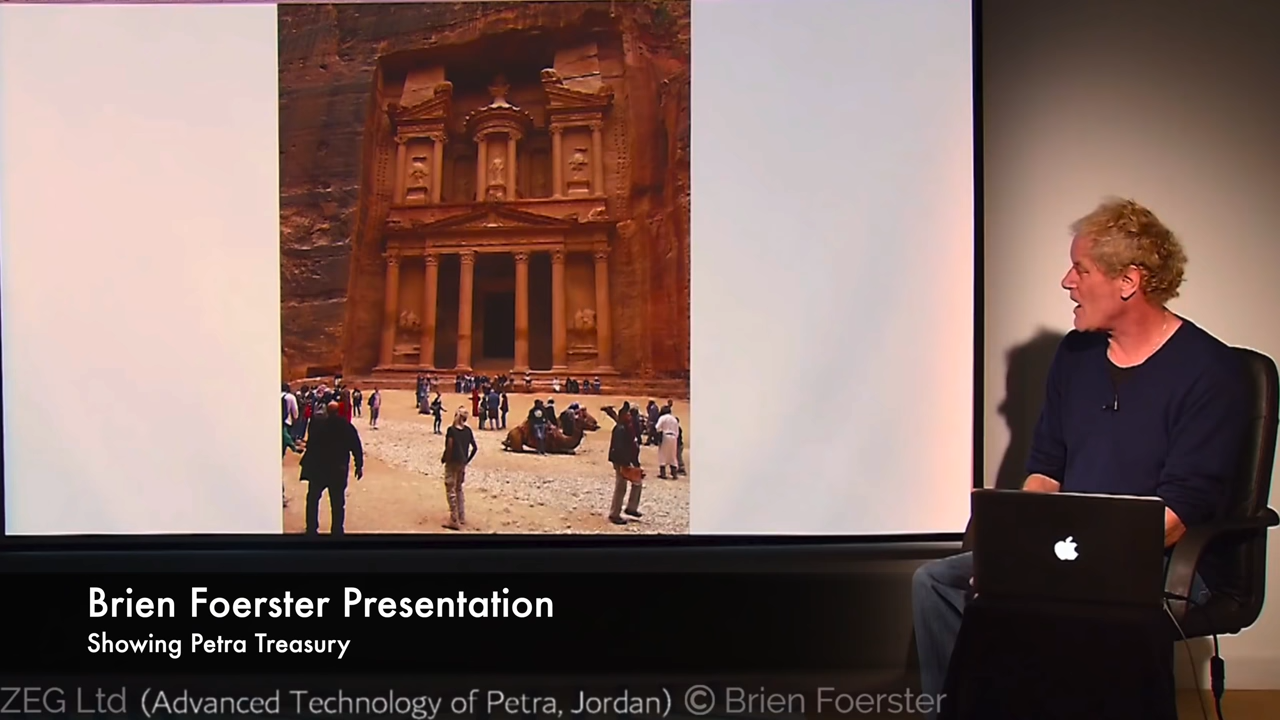 Brien Foerster Presentation
Showing Petra Treasury
ZEG Ltd (Advanced Technology of Petra, Jordan) © Brien Foerster